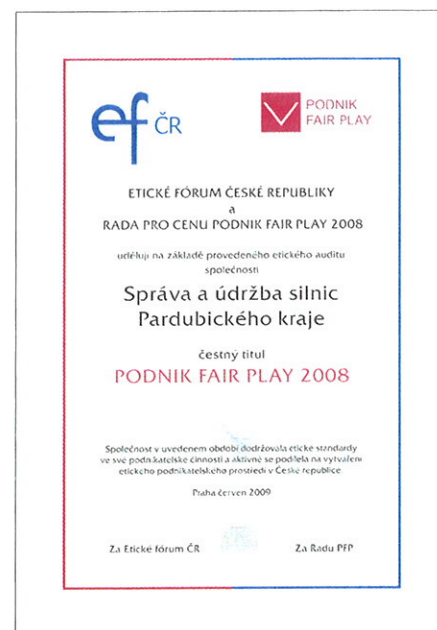 ef ČR
PODNIK
FAIR PLAY
ETICKÉ FÓRUM ČESKÉ REPUBLIKY
a
RADA PRO CENU PODNIK FAIR PLAY 2008
udělují na základě provedeného etického auditu
společnosti
Správa a údržba silnic
Pardubického kraje
čestný titul
PODNIK FAIR PLAY 2008
Společnost v uvedeném období dodržovala etické standardy
ve své podnikatelské činnosti a aktivně se podílela na vytváření
etického podnikatelského prostředí v České republice
Praha červen 2009
Za Etické fórum ČR
Za Radu PFP